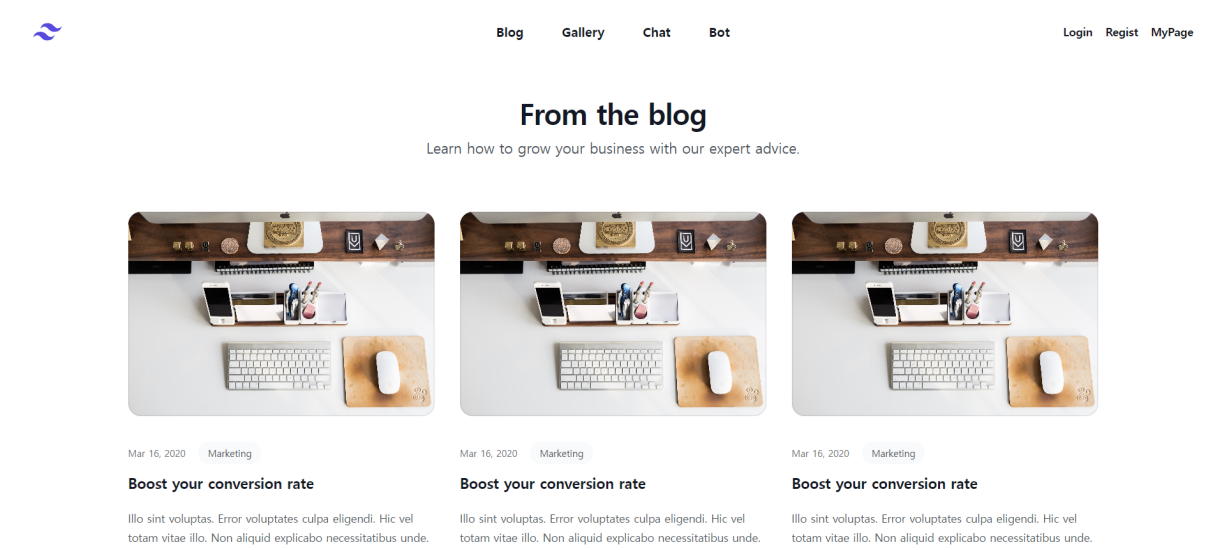 Blog Gallery Chat Bot Login Regist MyPage
From the blog
Learn how to grow your business with our expert advice.
Mar 16, 2020 Marketing
Boost your conversion rate
Illo sint voluptas. Error voluptates culpa eligendi. Hic vel
totam vitae illo. Non aliquid explicabo necessitatibus unde.
Mar 16, 2020 Marketing
Boost your conversion rate
Illo sint voluptas. Error voluptates culpa eligendi. Hic vel
totam vitae illo. Non aliquid explicabo necessitatibus unde.
Mar 16, 2020 Marketing
Boost your conversion rate
Illo sint voluptas. Error voluptates culpa eligendi. Hic vel
totam vitae illo. Non aliquid explicabo necessitatibus unde.